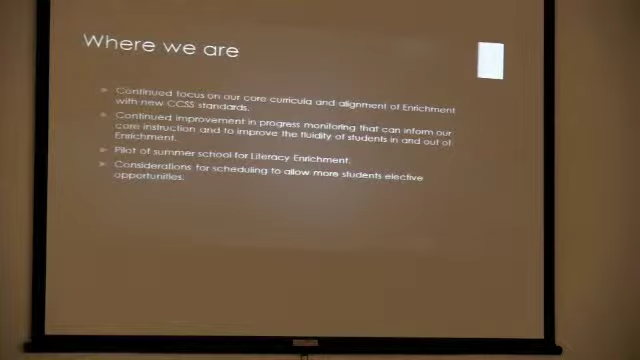 Where we are
Continued focus on our core curricula and alignment of Enrichment
with new CCSS standards.
Continued improvement in progress monitoring that can inform our
core instruction and to improve the fluidity of students in and out of
Enrichment.
Pilot of summer school for Literacy Enrichment.
Considerations for scheduling to allow more students elective
opportunities.